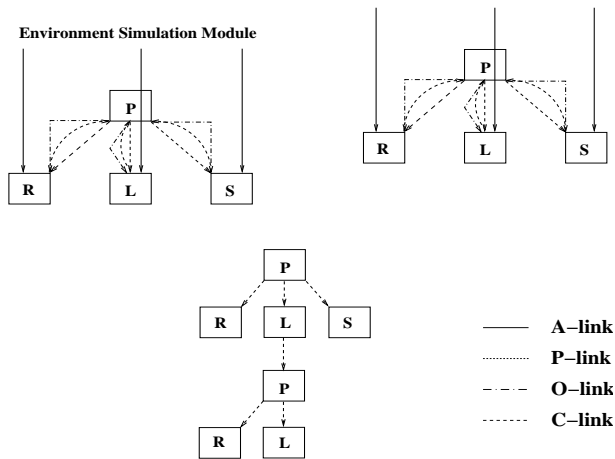 Environment Simulation Module
P
R L S
P
R L S
P
R L S
P
R L
A-link
P-link
O-link
C-link